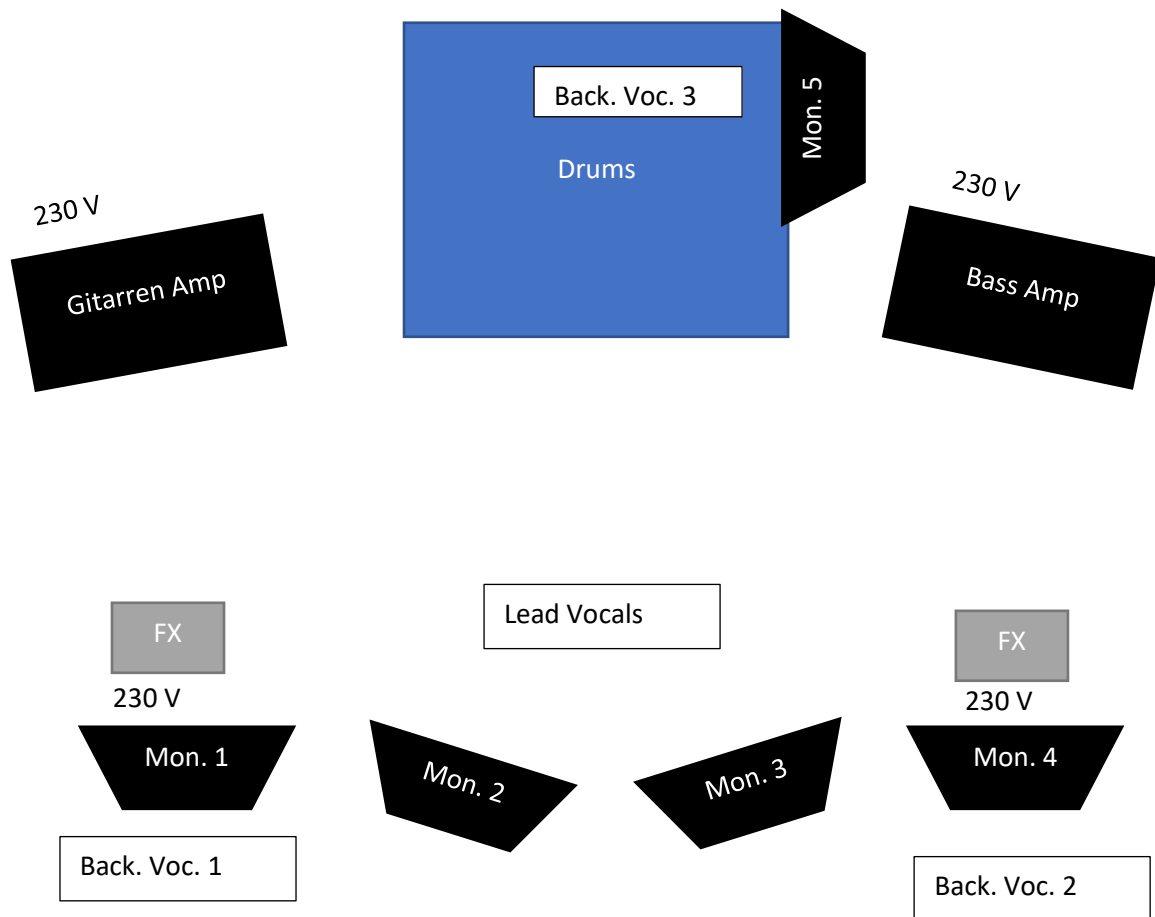 Back. Voc. 3
Mon. 5
Drums
230 V
Gitarren Amp
230 V
Bass Amp
Lead Vocals
FX
230 V
FX
230 V
Mon. 1
Mon. 2
Mon. 3
Mon. 4
Back. Voc. 1
Back. Voc. 2